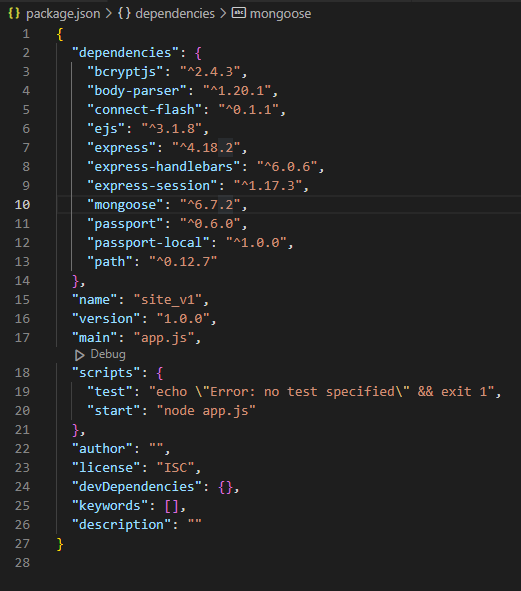 package.json > {} dependencies > abc mongoose
1 {
2 "dependencies": {
3 "bcryptjs": "^2.4.3",
4 "body-parser": "^1.20.1",
5 "connect-flash": "^0.1.1",
6 "ejs": "^3.1.8",
7 "express": "^4.18.2",
8 "express-handlebars": "^6.0.6",
9 "express-session": "^1.17.3",
10 "mongoose": "^6.7.2",
11 "passport": "^0.6.0",
12 "passport-local": "^1.0.0",
13 "path": "^0.12.7"
14 },
15 "name": "site_v1",
16 "version": "1.0.0",
17 "main": "app.js",
Debug
18 "scripts": {
19 "test": "echo \"Error: no test specified\" && exit 1",
20 "start": "node app.js"
21 },
22 "author": "",
23 "license": "ISC",
24 "devDependencies": {},
25 "keywords": [],
26 "description": ""
27 }
28